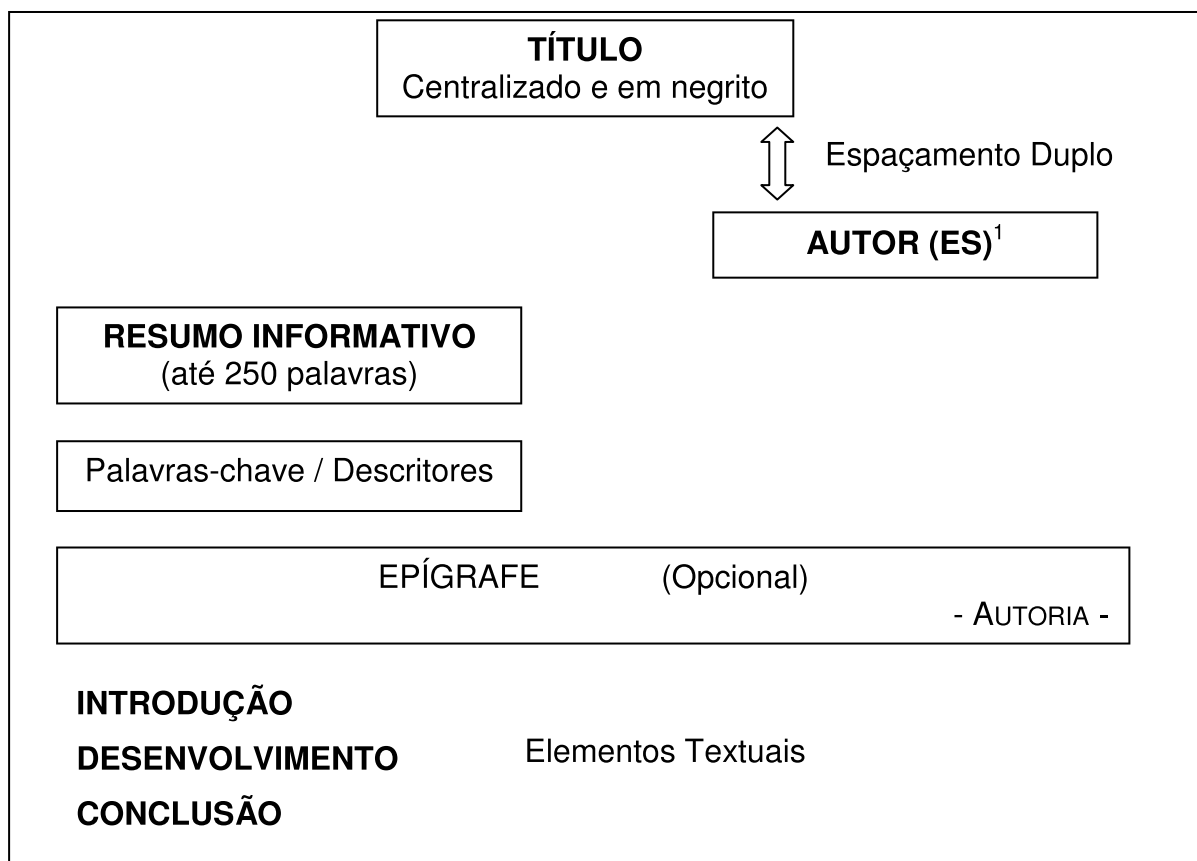 TÍTULO
Centralizado e em negrito
Espaçamento Duplo
AUTOR (ES)¹
RESUMO INFORMATIVO
(até 250 palavras)
Palavras-chave / Descritores
EPÍGRAFE (Opcional)
- AUTORIA -
INTRODUÇÃO
DESENVOLVIMENTO Elementos Textuais
CONCLUSÃO